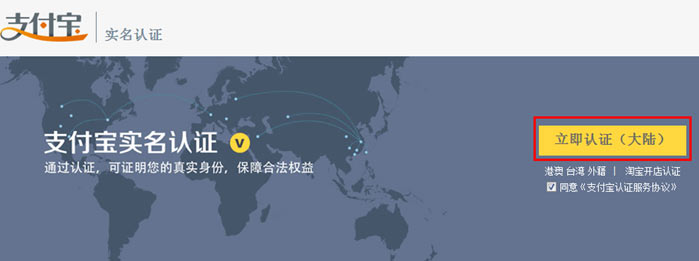 支付宝 实名认证
支付宝实名认证 V
通过认证，可证明您的真实身份，保障合法权益
立即认证（大陆）
港澳 台湾 外籍 | 淘宝开店认证
同意《支付宝认证服务协议》